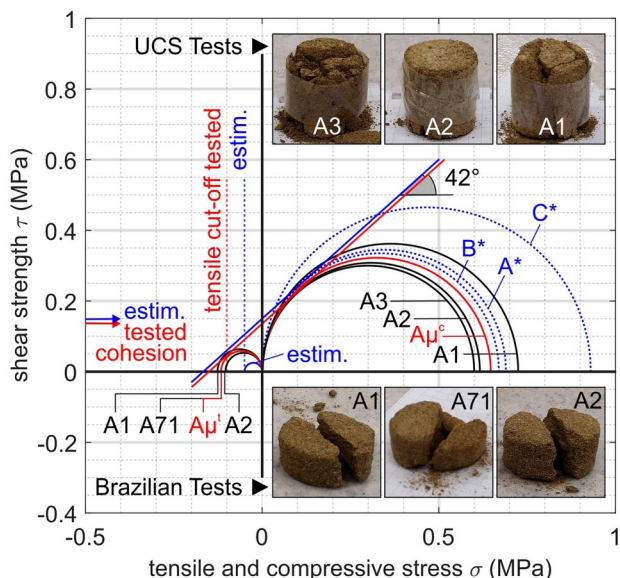 UCS Tests ►
A3
A2
A1
tensile cut-off tested
estim.
42°
C*
B*
A*
estim.
tested
cohesion
estim.
A3
A2
Aμᶜ
A1
A1
A71
Aμᵗ
A2
Brazilian Tests ►
A1
A71
A2
1
0.8
0.6
0.4
0.2
0
-0.2
-0.4
shear strength τ (MPa)
-0.5
0
0.5
1
tensile and compressive stress σ (MPa)